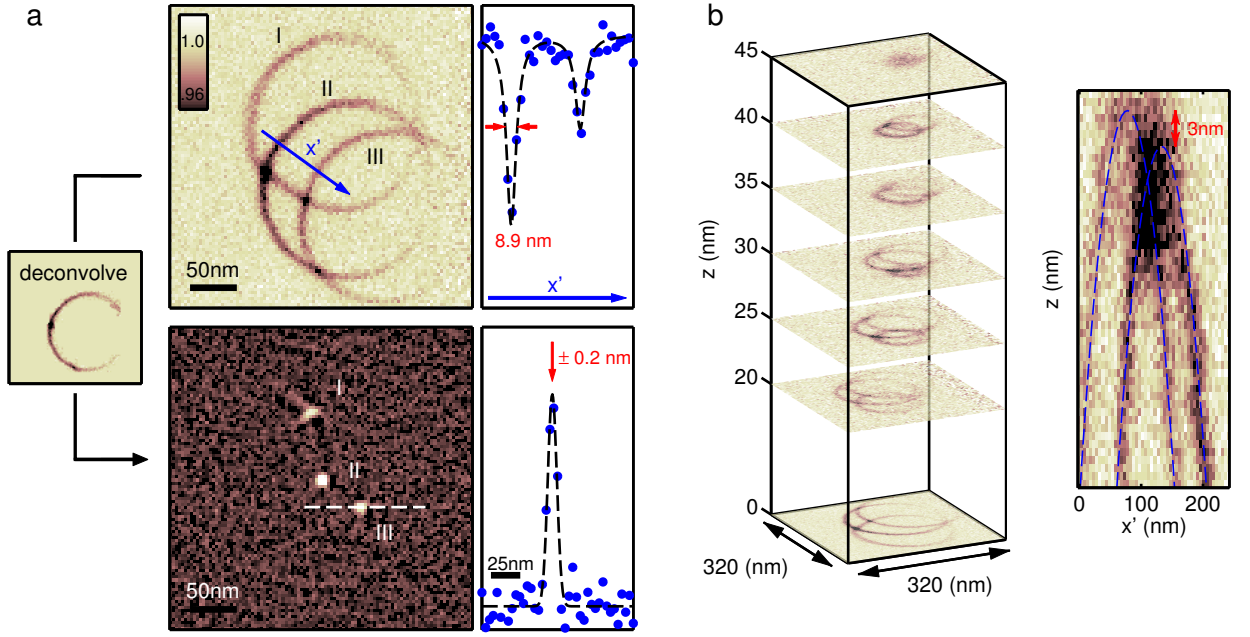 a
1.0
.96
I
II
III
x'
50nm
8.9 nm
x'
deconvolve
I
II
III
50nm
± 0.2 nm
25nm
b
45
40
35
30
25
20
0
z (nm)
320 (nm)
320 (nm)
3nm
z (nm)
0 100 200
x' (nm)